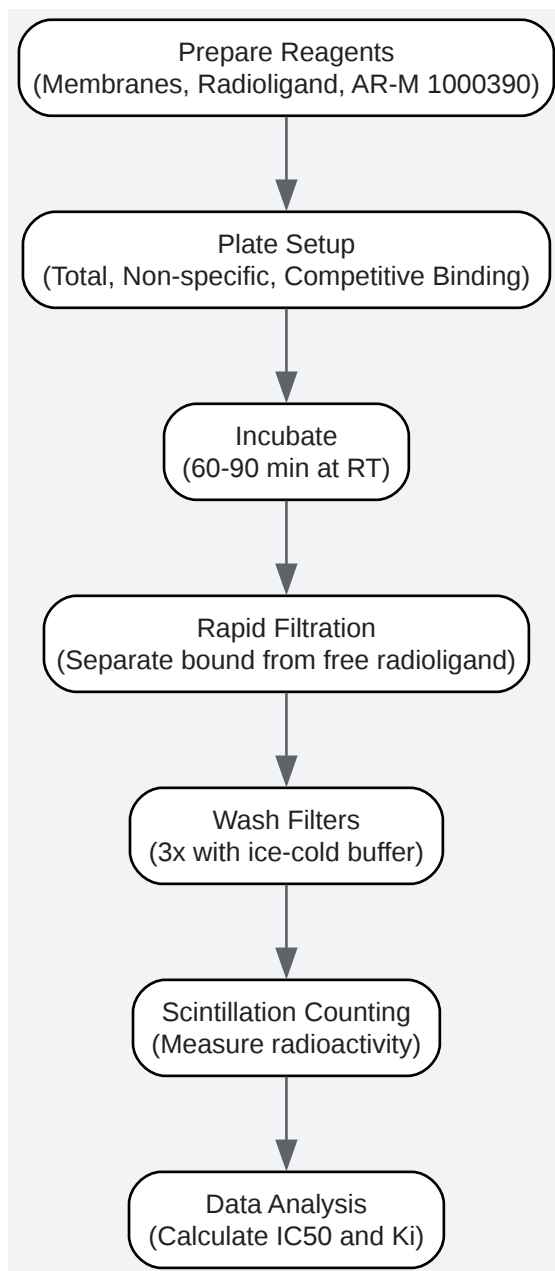 Prepare Reagents
(Membranes, Radioligand, AR-M 1000390)
Plate Setup
(Total, Non-specific, Competitive Binding)
Incubate
(60-90 min at RT)
Rapid Filtration
(Separate bound from free radioligand)
Wash Filters
(3x with ice-cold buffer)
Scintillation Counting
(Measure radioactivity)
Data Analysis
(Calculate IC50 and Ki)